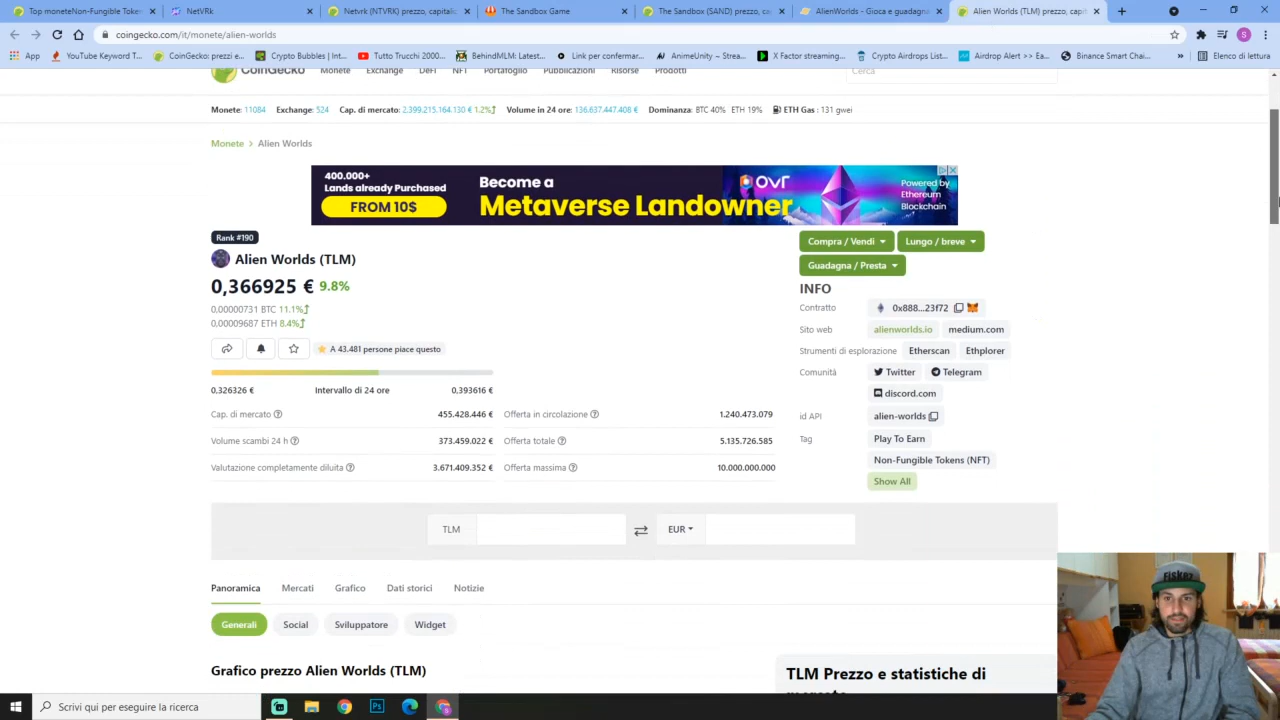 Top 100 monete Non-Fungible Token
NetVRk
Netvrk (NTVRK) prezzo, capitaliz
The Sandbox Game
The Sandbox (SAND) prezzo, cap
AlienWorlds - Gioca e guadagna
Alien Worlds (TLM) prezzo, capit
coingecko.com/it/monete/alien-worlds
S
App
YouTube Keyword T...
CoinGecko: prezzi e...
Crypto Bubbles | Int...
Tutto Trucchi 2000...
BehindMLM: Latest...
Link per confermar...
AnimeUnity ~ Stream...
X Factor streaming...
Crypto Airdrops List...
Airdrop Alert >> Ea...
Binance Smart Chai...
»
Elenco di lettura
CoinGecko
Monete
Exchange
DeFi
NFT
Portafoglio
Pubblicazioni
Risorse
Prodotti
Cerca
Monete: 11084
Exchange: 524
Cap. di mercato: 2.399.215.164.130 € 1.2%
Volume in 24 ore: 136.637.447.408 €
Dominanza: BTC 40% ETH 19%
ETH Gas : 131 gwei
Monete > Alien Worlds
400.000+
Lands already Purchased
FROM 10$
Become a
Metaverse Landowner
OVr
Powered by
Ethereum
Blockchain
Rank #190
Alien Worlds (TLM)
0,366925 € 9.8%
0,00000731 BTC 11.1%
0,00009687 ETH 8.4%
A 43.481 persone piace questo
0,326326 €
Intervallo di 24 ore
0,393616 €
Cap. di mercato
455.428.446 €
Offerta in circolazione
1.240.473.079
Volume scambi 24 h
373.459.022 €
Offerta totale
5.135.726.585
Valutazione completamente diluita
3.671.409.352 €
Offerta massima
10.000.000.000
Compra / Vendi
Lungo / breve
Guadagna / Presta
INFO
Contratto
0x888...23f72
Sito web
alienworlds.io
medium.com
Strumenti di esplorazione
Etherscan
Ethplorer
Comunità
Twitter
Telegram
discord.com
id API
alien-worlds
Tag
Play To Earn
Non-Fungible Tokens (NFT)
Show All
TLM
EUR
Panoramica
Mercati
Grafico
Dati storici
Notizie
Generali
Social
Sviluppatore
Widget
Grafico prezzo Alien Worlds (TLM)
TLM Prezzo e statistiche di
mercato
Fiskez
Scrivi qui per eseguire la ricerca
Ps